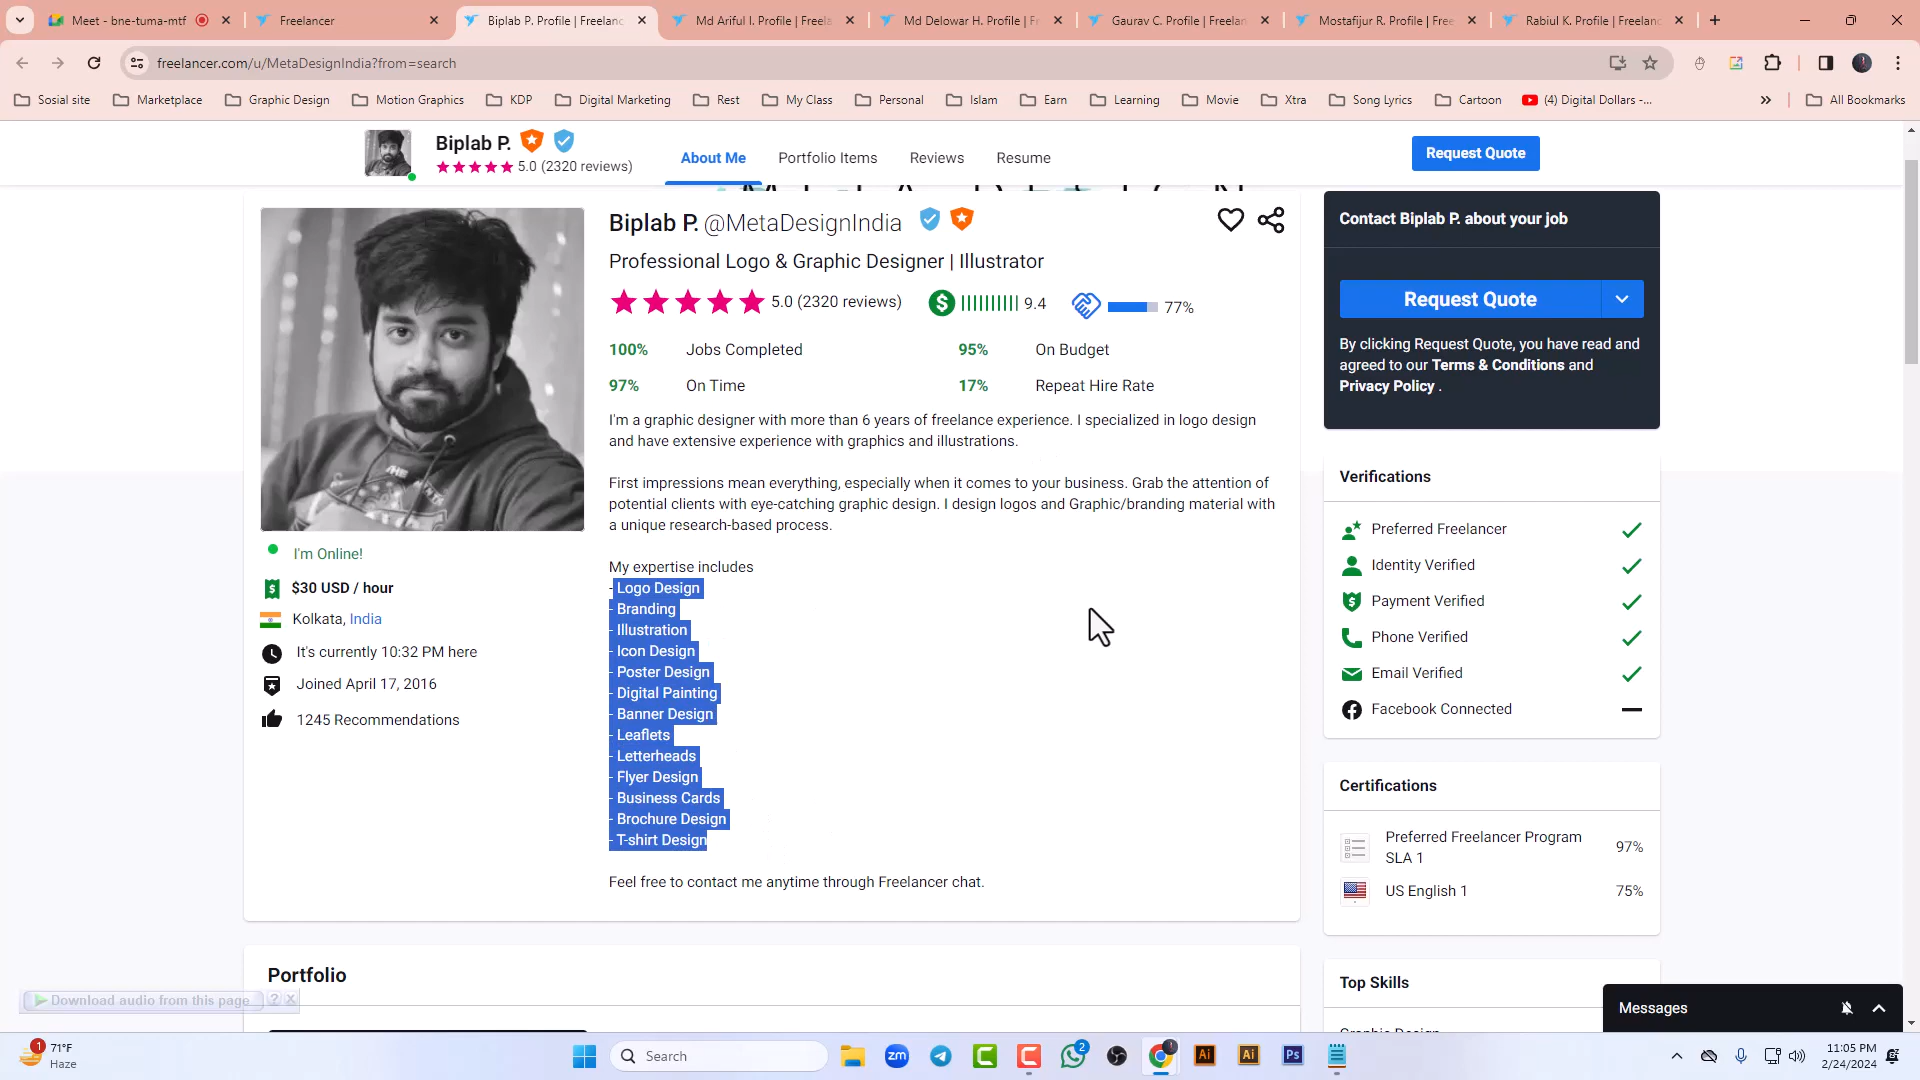 Meet - bne-tuma-mtf
Freelancer
Biplab P. Profile | Freelanc
Md Ariful I. Profile | Freela
Md Delowar H. Profile | F
Gaurav C. Profile | Freelan
Mostafijur R. Profile | Free
Rabiul K. Profile | Freelanc
freelancer.com/u/MetaDesignIndia?from=search
Sosial site
Marketplace
Graphic Design
Motion Graphics
KDP
Digital Marketing
Rest
My Class
Personal
Islam
Earn
Learning
Movie
Xtra
Song Lyrics
Cartoon
(4) Digital Dollars -...
All Bookmarks
Biplab P.
5.0 (2320 reviews)
About Me
Portfolio Items
Reviews
Resume
Request Quote
Biplab P. @MetaDesignIndia
Professional Logo & Graphic Designer | Illustrator
5.0 (2320 reviews)
9.4
77%
100% Jobs Completed
95% On Budget
97% On Time
17% Repeat Hire Rate
I'm a graphic designer with more than 6 years of freelance experience. I specialized in logo design
and have extensive experience with graphics and illustrations.
First impressions mean everything, especially when it comes to your business. Grab the attention of
potential clients with eye-catching graphic design. I design logos and Graphic/branding material with
a unique research-based process.
My expertise includes
- Logo Design
- Branding
- Illustration
- Icon Design
- Poster Design
- Digital Painting
- Banner Design
- Leaflets
- Letterheads
- Flyer Design
- Business Cards
- Brochure Design
- T-shirt Design
Feel free to contact me anytime through Freelancer chat.
I'm Online!
$30 USD / hour
Kolkata, India
It's currently 10:32 PM here
Joined April 17, 2016
1245 Recommendations
Contact Biplab P. about your job
Request Quote
By clicking Request Quote, you have read and
agreed to our Terms & Conditions and
Privacy Policy .
Verifications
Preferred Freelancer
Identity Verified
Payment Verified
Phone Verified
Email Verified
Facebook Connected
Certifications
Preferred Freelancer Program
SLA 1
97%
US English 1
75%
Portfolio
Top Skills
Download audio from this page
? X
Messages
1
71°F
Haze
Search
zm
2
Ai
Ai
Ps
11:05 PM
2/24/2024